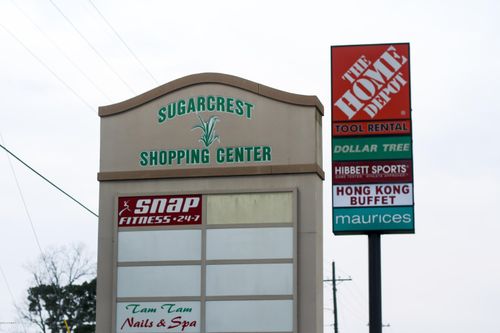 SUGARCREST
SHOPPING CENTER
SNAP
FITNESS • 24-7
Tam Tam
Nails & Spa
THE
HOME
DEPOT
TOOL RENTAL
DOLLAR TREE
HIBBETT SPORTS
HONG KONG
BUFFET
maurices